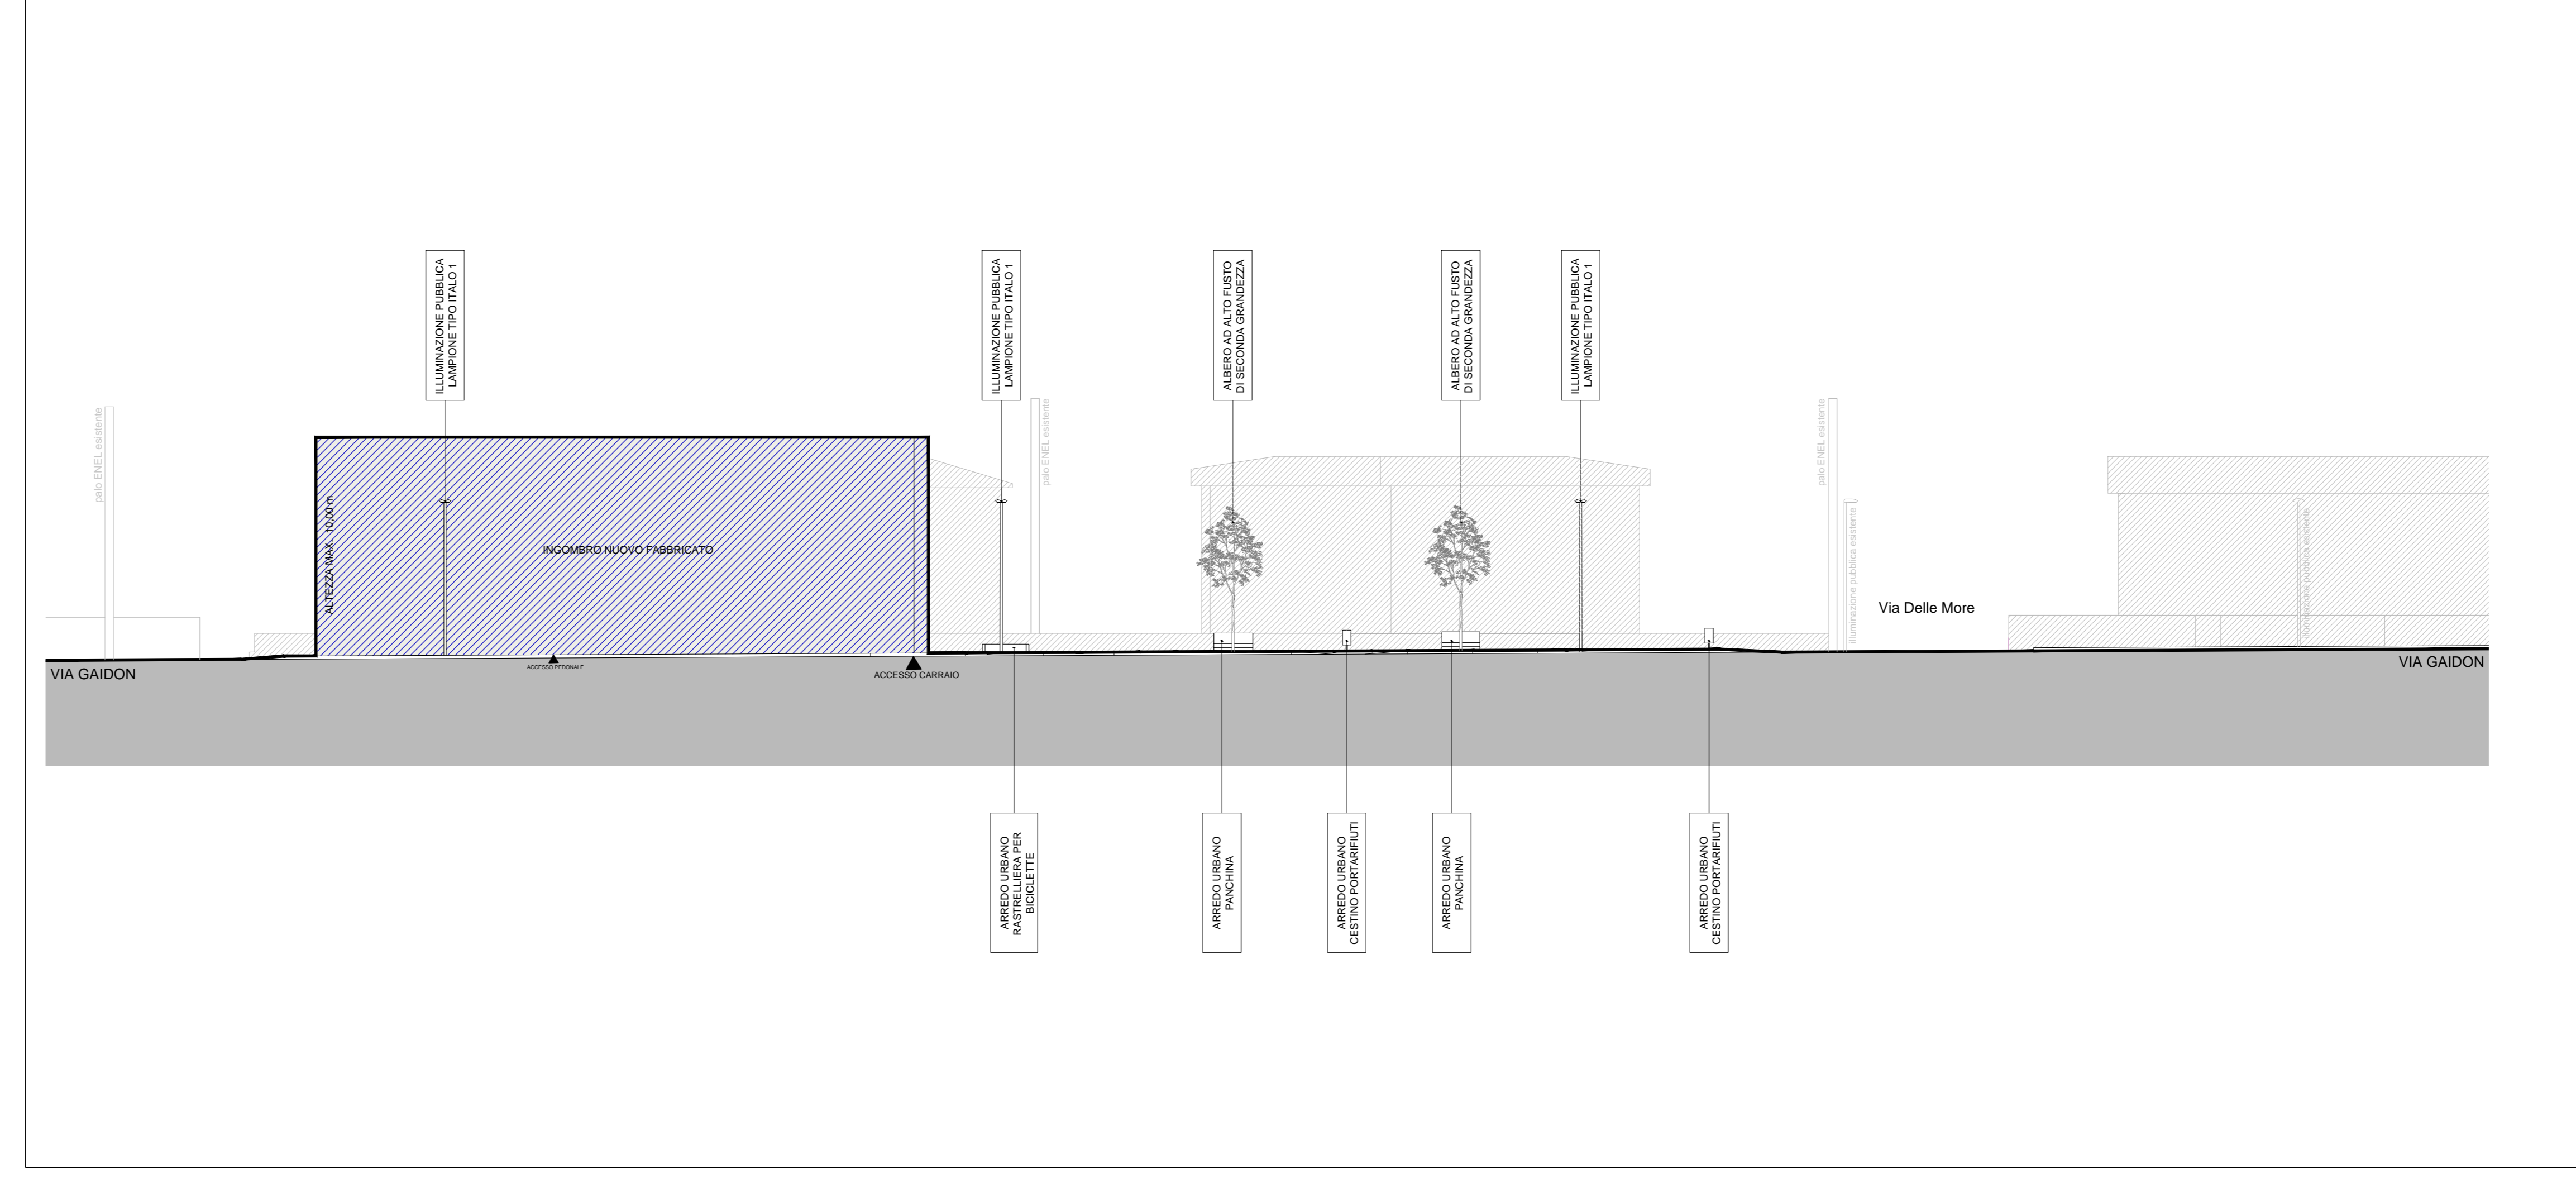 ILLUMINAZIONE PUBBLICA
LAMPIONE TIPO ITALO 1
ILLUMINAZIONE PUBBLICA
LAMPIONE TIPO ITALO 1
ALBERO AD ALTO FUSTO
DI SECONDA GRANDEZZA
ALBERO AD ALTO FUSTO
DI SECONDA GRANDEZZA
ILLUMINAZIONE PUBBLICA
LAMPIONE TIPO ITALO 1
palo ENEL esistente
ALTEZZA MAX. 10,00 m
INGOMBRO NUOVO FABBRICATO
palo ENEL esistente
palo ENEL esistente
illuminazione pubblica esistente
Via Delle More
illuminazione pubblica esistente
VIA GAIDON
ACCESSO PEDONALE
ACCESSO CARRAIO
VIA GAIDON
ARREDO URBANO
RASTRELLIERA PER
BICICLETTE
ARREDO URBANO
PANCHINA
ARREDO URBANO
CESTINO PORTARIFIUTI
ARREDO URBANO
PANCHINA
ARREDO URBANO
CESTINO PORTARIFIUTI